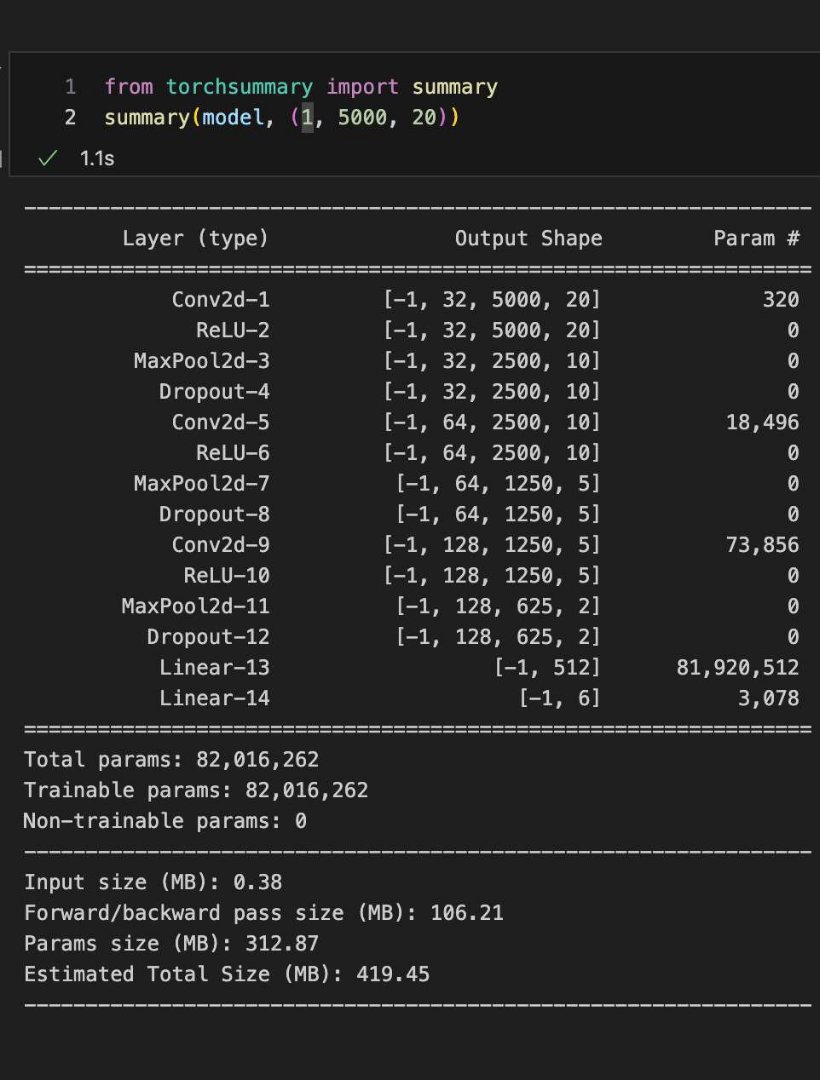 1 from torchsummary import summary
2 summary(model, (1, 5000, 20))
✓ 1.1s
----------------------------------------------------------------
Layer (type) Output Shape Param #
================================================================
Conv2d-1 [-1, 32, 5000, 20] 320
ReLU-2 [-1, 32, 5000, 20] 0
MaxPool2d-3 [-1, 32, 2500, 10] 0
Dropout-4 [-1, 32, 2500, 10] 0
Conv2d-5 [-1, 64, 2500, 10] 18,496
ReLU-6 [-1, 64, 2500, 10] 0
MaxPool2d-7 [-1, 64, 1250, 5] 0
Dropout-8 [-1, 64, 1250, 5] 0
Conv2d-9 [-1, 128, 1250, 5] 73,856
ReLU-10 [-1, 128, 1250, 5] 0
MaxPool2d-11 [-1, 128, 625, 2] 0
Dropout-12 [-1, 128, 625, 2] 0
Linear-13 [-1, 512] 81,920,512
Linear-14 [-1, 6] 3,078
================================================================
Total params: 82,016,262
Trainable params: 82,016,262
Non-trainable params: 0
----------------------------------------------------------------
Input size (MB): 0.38
Forward/backward pass size (MB): 106.21
Params size (MB): 312.87
Estimated Total Size (MB): 419.45
----------------------------------------------------------------